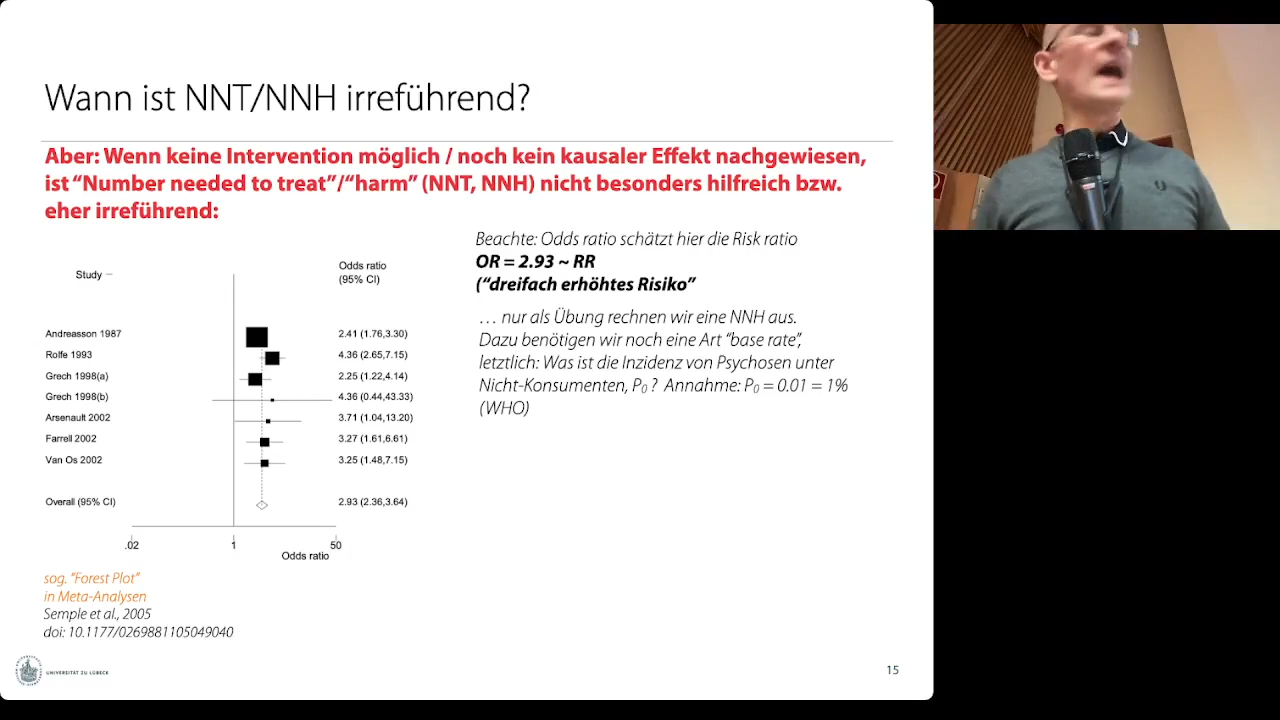 Wann ist NNT/NNH irreführend?
Aber: Wenn keine Intervention möglich / noch kein kausaler Effekt nachgewiesen,
ist “Number needed to treat”/“harm” (NNT, NNH) nicht besonders hilfreich bzw.
eher irreführend:
Study
Odds ratio
(95% CI)
Andreasson 1987 2.41 (1.76,3.30)
Rolfe 1993 4.36 (2.65,7.15)
Grech 1998(a) 2.25 (1.22,4.14)
Grech 1998(b) 4.36 (0.44,43.33)
Arsenault 2002 3.71 (1.04,13.20)
Farrell 2002 3.27 (1.61,6.61)
Van Os 2002 3.25 (1.48,7.15)
Overall (95% CI) 2.93 (2.36,3.64)
.02 1 50
Odds ratio
sog. “Forest Plot”
in Meta-Analysen
Semple et al., 2005
doi: 10.1177/0269881105049040
Beachte: Odds ratio schätzt hier die Risk ratio
OR = 2.93 ~ RR
(“dreifach erhöhtes Risiko”
… nur als Übung rechnen wir eine NNH aus.
Dazu benötigen wir noch eine Art “base rate”,
letztlich: Was ist die Inzidenz von Psychosen unter
Nicht-Konsumenten, P₀ ? Annahme: P₀ = 0.01 = 1%
(WHO)
UNIVERSITÄT ZU LÜBECK
15